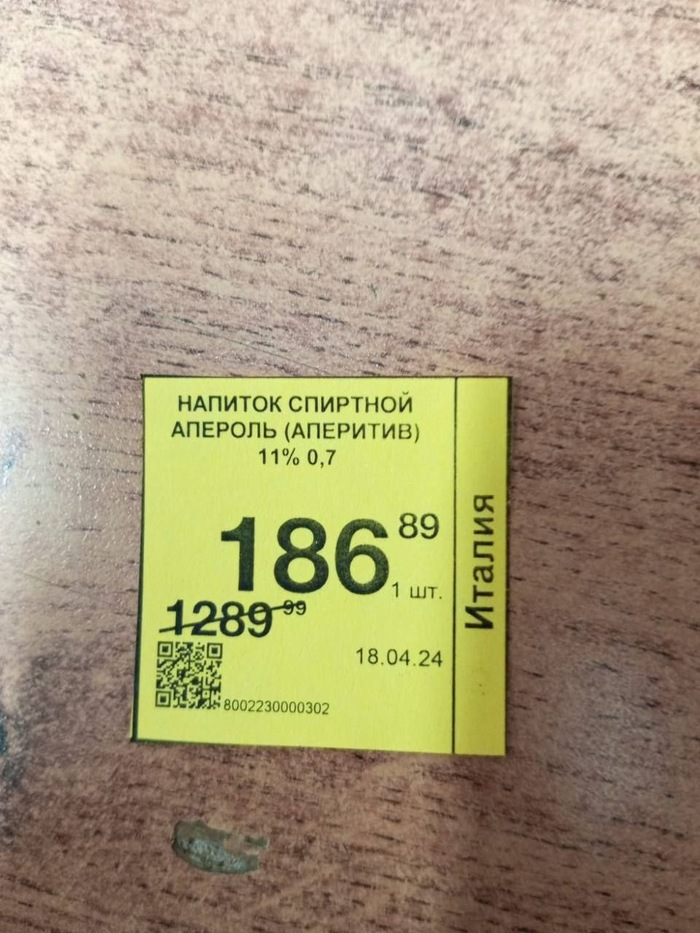 НАПИТОК СПИРТНОЙ
АПЕРОЛЬ (АПЕРИТИВ)
11% 0,7
186 89
1 шт.
1289 99
18.04.24
8002230000302
Италия